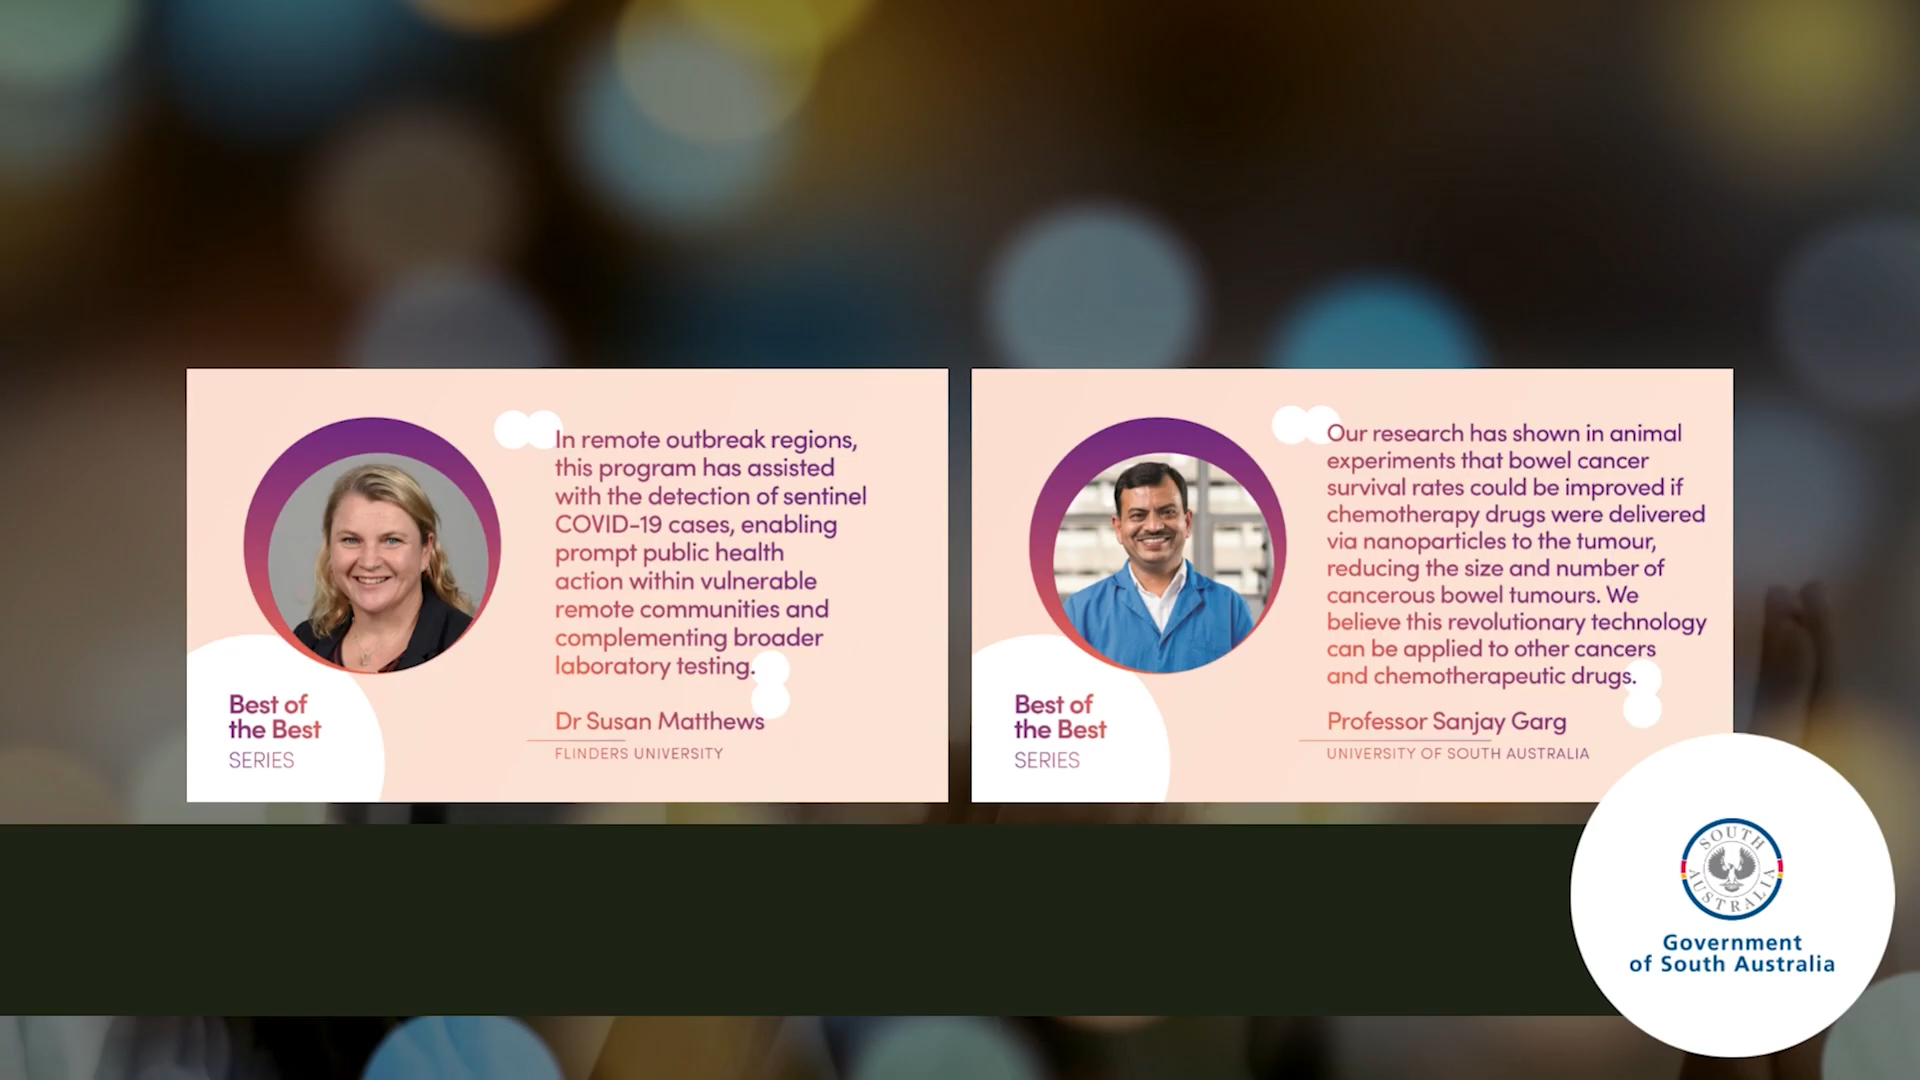 In remote outbreak regions,
this program has assisted
with the detection of sentinel
COVID-19 cases, enabling
prompt public health
action within vulnerable
remote communities and
complementing broader
laboratory testing.
Dr Susan Matthews
FLINDERS UNIVERSITY
Best of
the Best
SERIES
Our research has shown in animal
experiments that bowel cancer
survival rates could be improved if
chemotherapy drugs were delivered
via nanoparticles to the tumour,
reducing the size and number of
cancerous bowel tumours. We
believe this revolutionary technology
can be applied to other cancers
and chemotherapeutic drugs.
Professor Sanjay Garg
UNIVERSITY OF SOUTH AUSTRALIA
Best of
the Best
SERIES
SOUTH
AUSTRALIA
Government
of South Australia